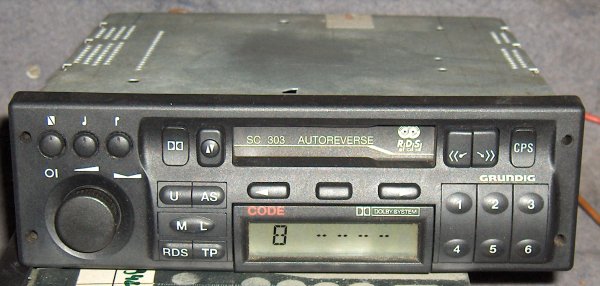 SC 303 AUTOREVERSE
RDS
CPS
GRUNDIG
U AS
M L
RDS TP
CODE
DOLBY SYSTEM
8 -- -- -- --
1 2 3
4 5 6